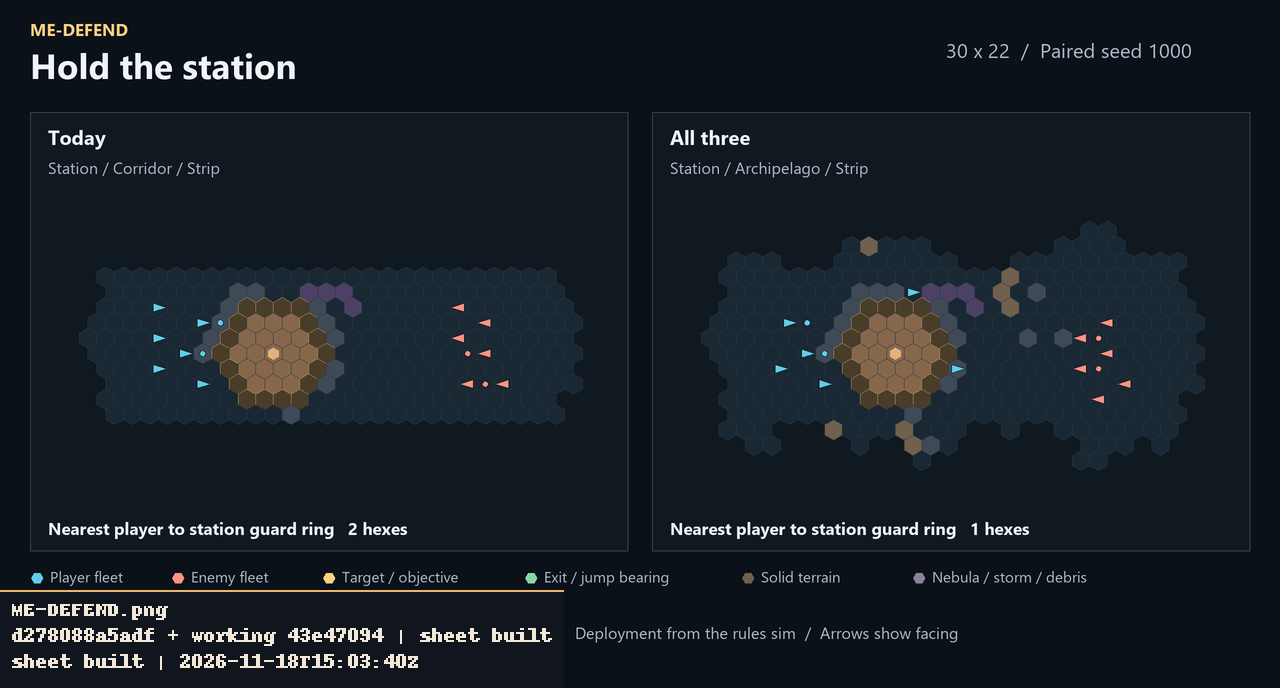 ME-DEFEND
Hold the station
30 x 22 / Paired seed 1000
Today
Station / Corridor / Strip
Nearest player to station guard ring 2 hexes
All three
Station / Archipelago / Strip
Nearest player to station guard ring 1 hexes
Player fleet
Enemy fleet
Target / objective
Exit / jump bearing
Solid terrain
Nebula / storm / debris
ME-DEFEND.png
d278088a5adf + working 43e47094 | sheet built
sheet built | 2026-11-18T15:03:40Z
Deployment from the rules sim / Arrows show facing